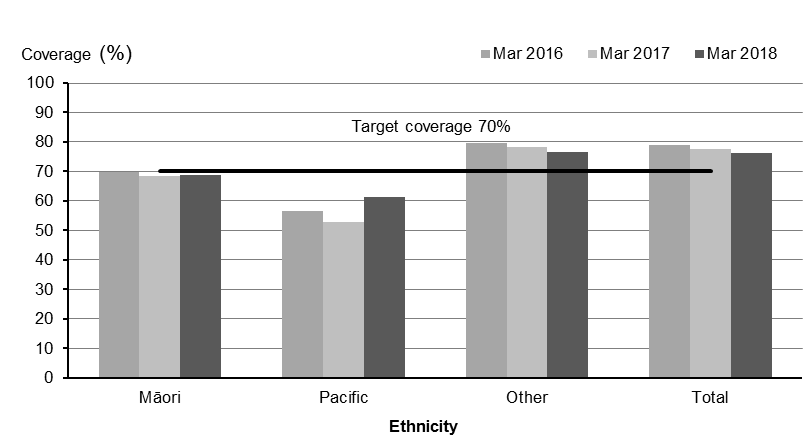 Coverage (%)
Mar 2016 Mar 2017 Mar 2018
100
90
Target coverage 70%
80
70
60
50
40
30
20
10
0
Māori Pacific Other Total
Ethnicity